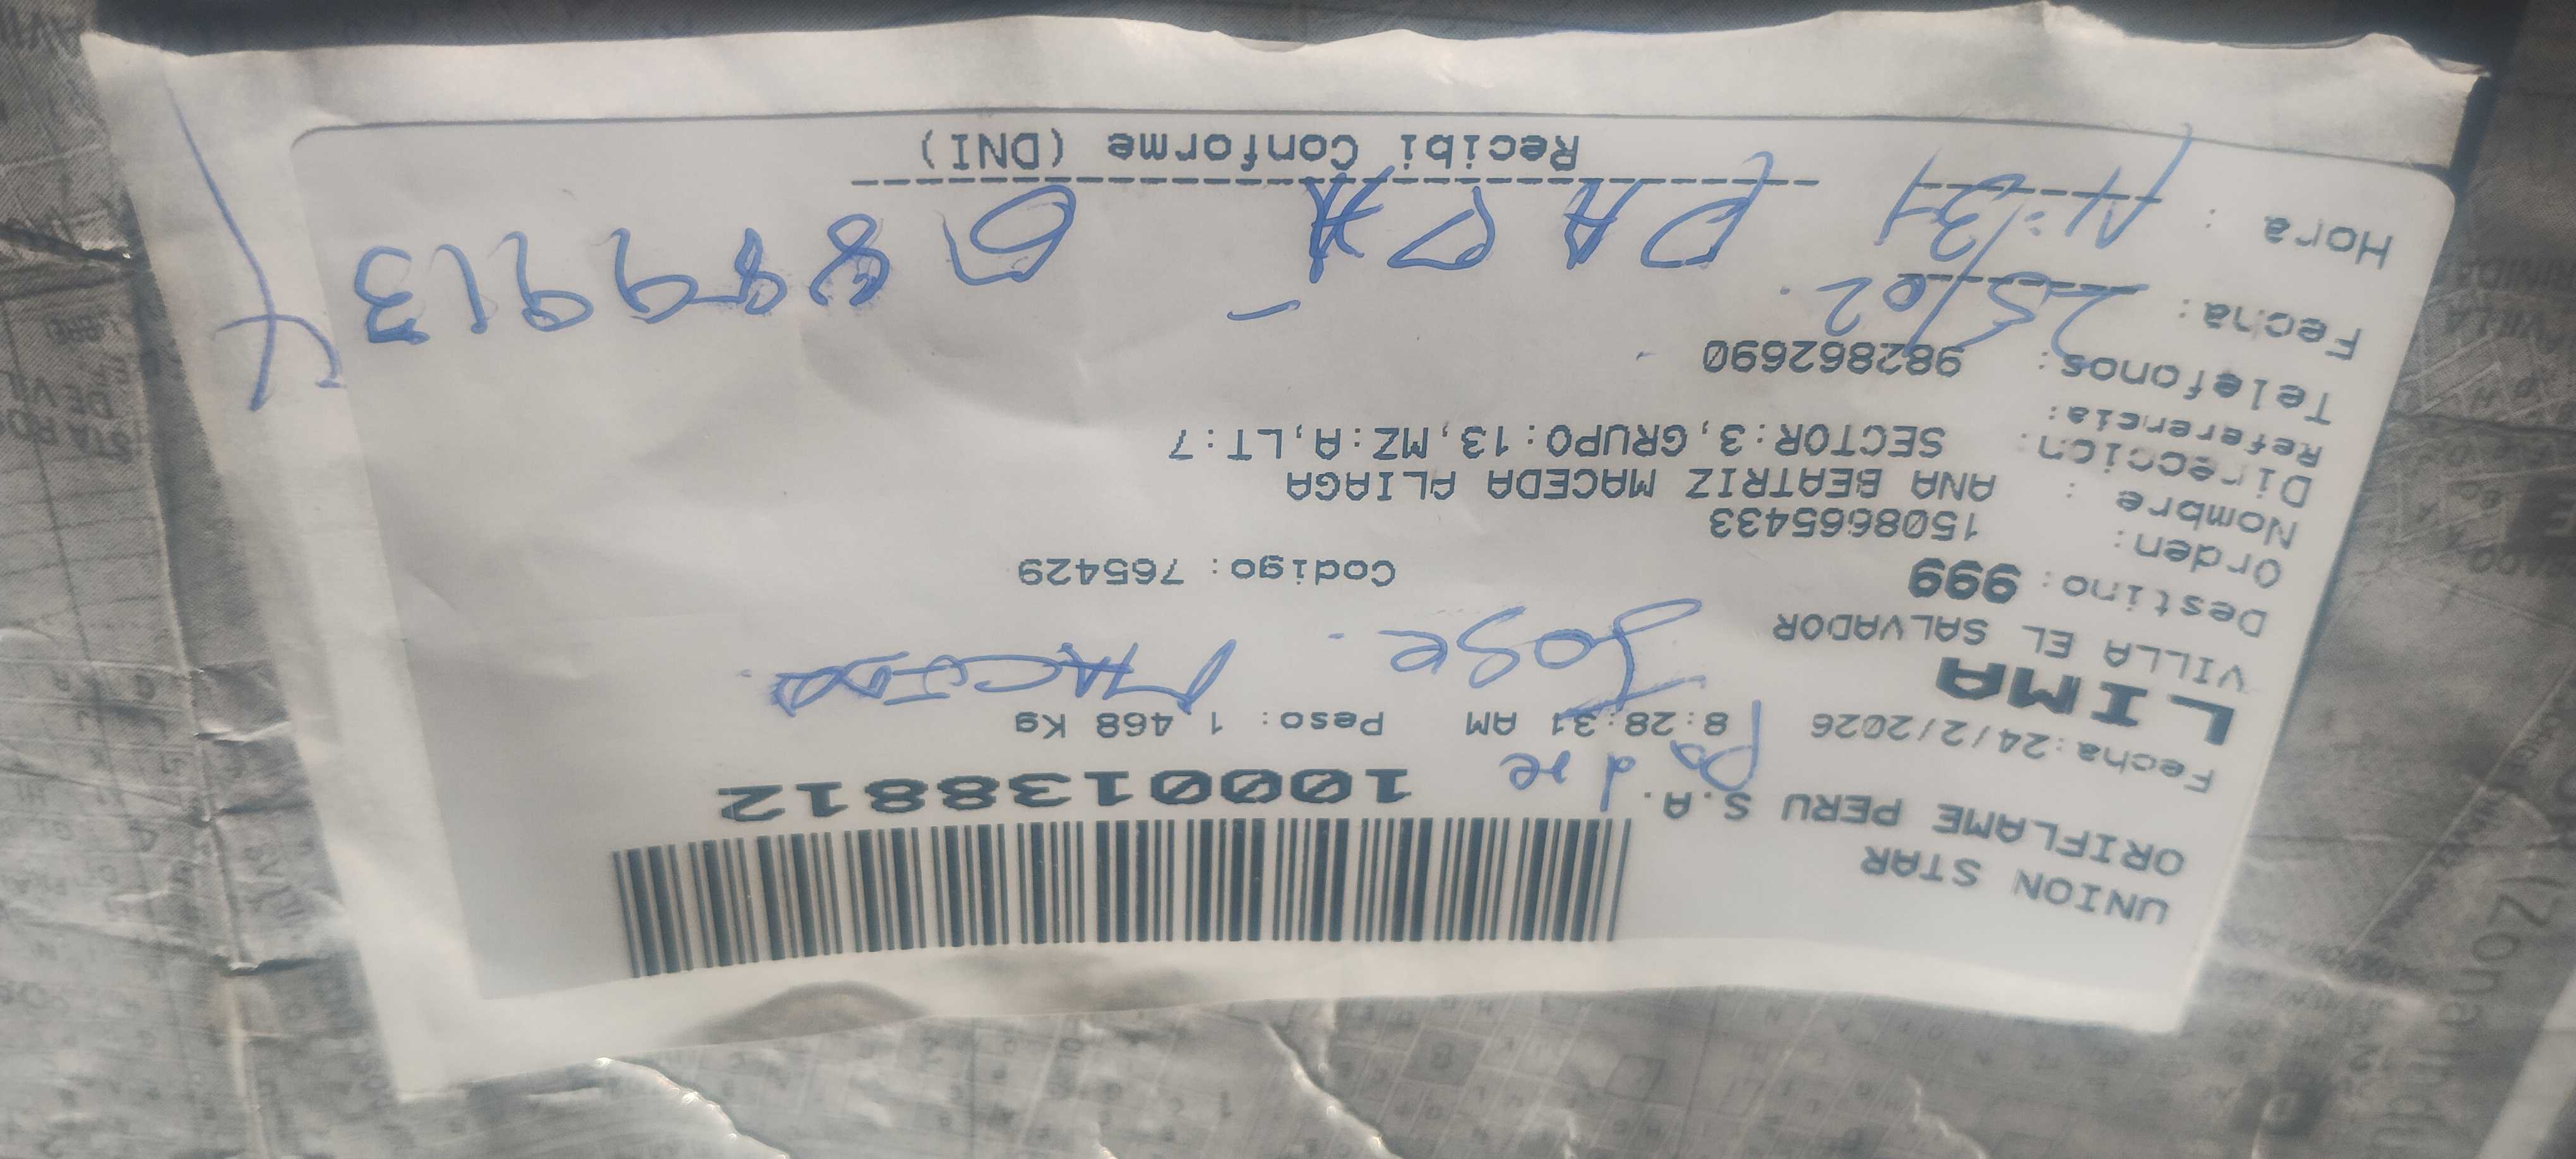 UNION STAR
ORIFLAME PERU S.A.
1000138812
Padre
Fecha:24/2/2026 8:28:31 AM Peso: 1,468 Kg
LIMA
Jose Maceda
VILLA EL SALVADOR
Destino: 999 Codigo: 765429
Orden: 1508665433
Nombre : ANA BEATRIZ MACEDA ALIAGA
Direccion: SECTOR:3,GRUPO:13,MZ:A,LT:7
Referencia:
Telefonos: 982862690
Fecha: 25/02
Hora : 11:31
PAPA
Recibi Conforme (DNI)